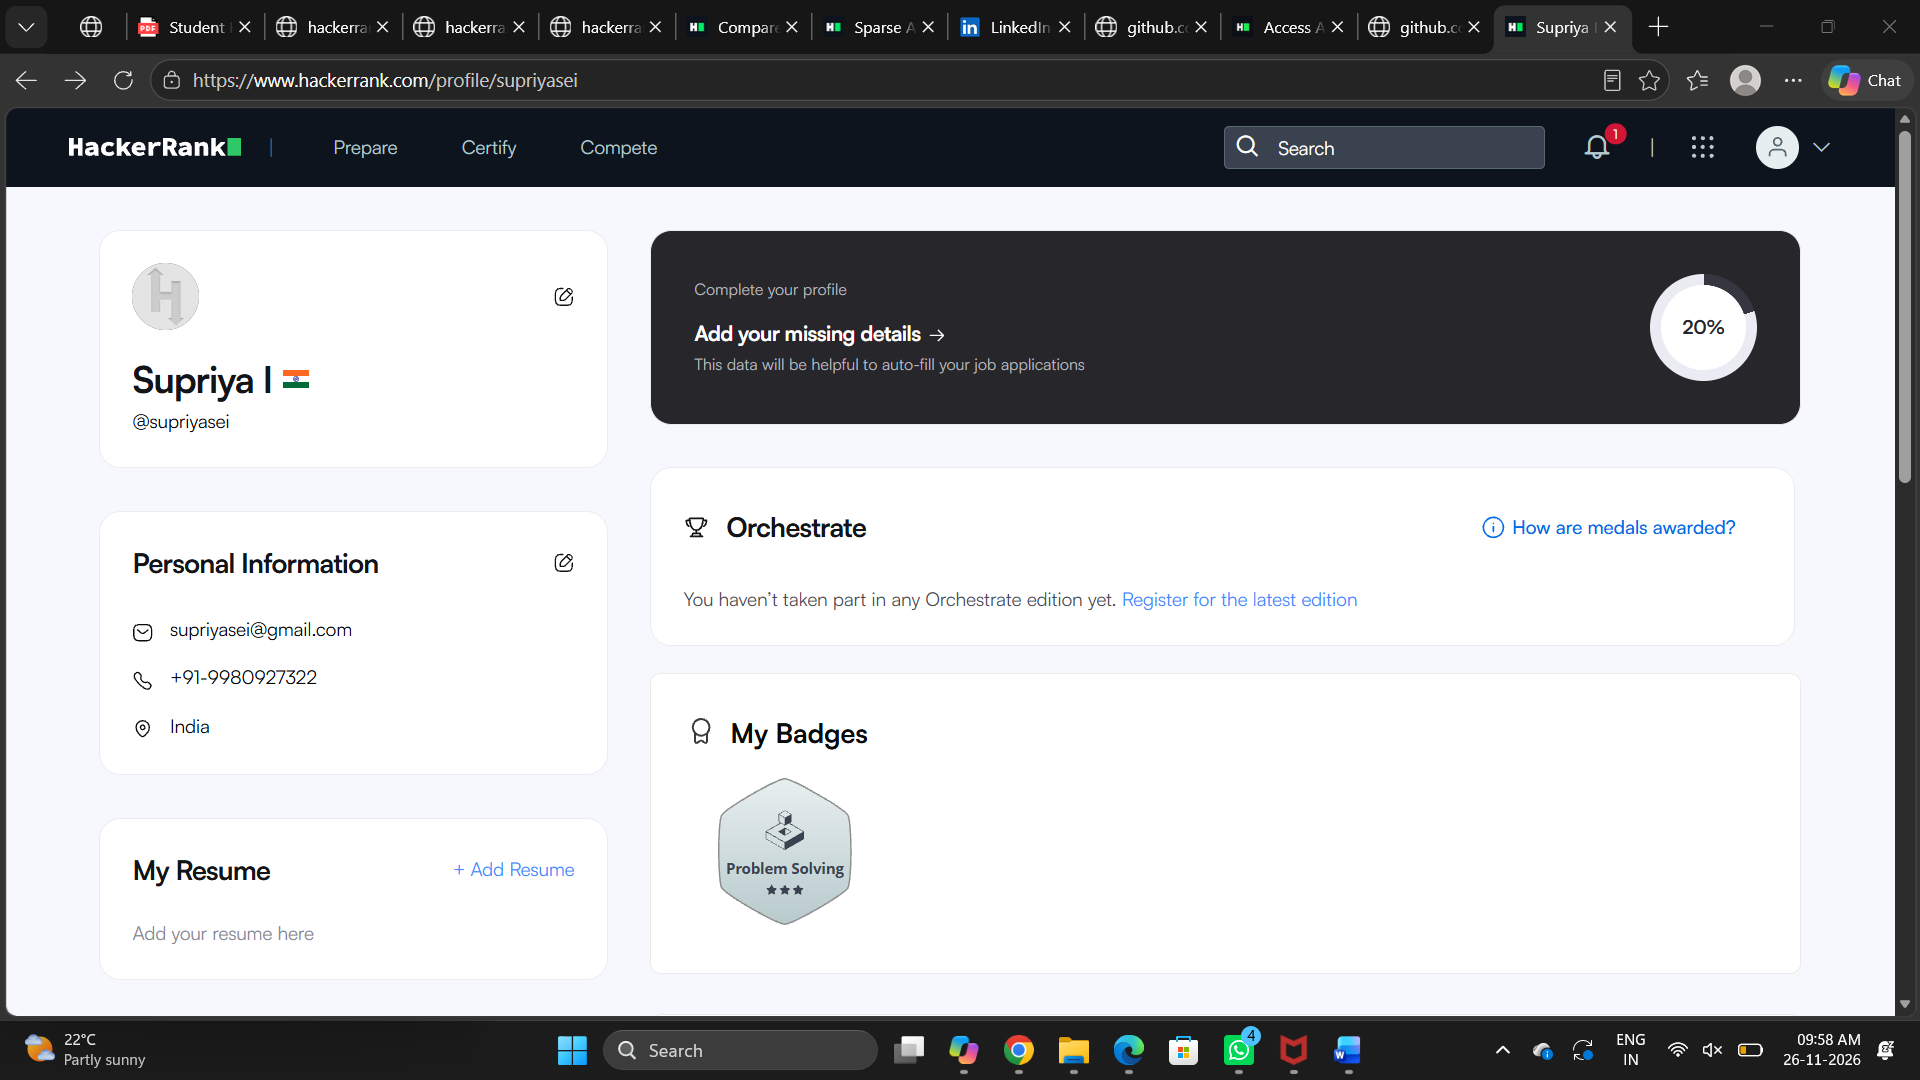 Student
hackerra
hackerra
hackerra
Compare
Sparse A
LinkedIn
github.co
Access A
github.co
Supriya
https://www.hackerrank.com/profile/supriyasei
Chat
HackerRank
Prepare
Certify
Compete
Search
1
Supriya I
@supriyasei
Complete your profile
Add your missing details →
This data will be helpful to auto-fill your job applications
20%
Personal Information
supriyasei@gmail.com
+91-9980927322
India
Orchestrate
How are medals awarded?
You haven't taken part in any Orchestrate edition yet. Register for the latest edition
My Badges
Problem Solving
My Resume
+ Add Resume
Add your resume here
22°C
Partly sunny
Search
4
ENG
IN
09:58 AM
26-11-2026